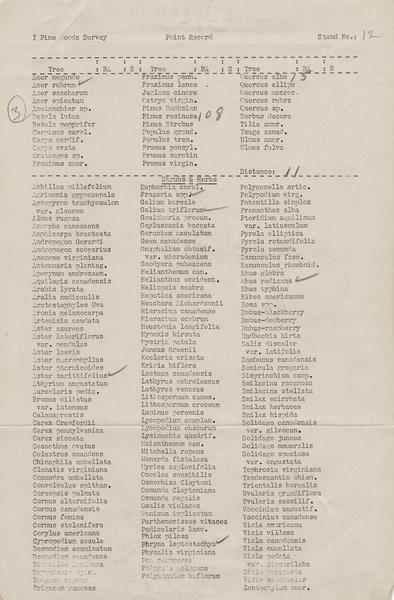 I Pine Woods Survey Point Record Stand No.: 12
Tree : BA : S : Tree : BA : S : Tree : BA : S
Acer negundo Fraxinus penn. Quercus alba 15
Acer rubrum ✓ Fraxinus lance. Quercus ellips
Acer saccharum Juglans cinere Quercus macroc.
Acer spicatum Ostrya virgin. Quercus rubra
3 Amelanchier sp. Pinus Banksian Quercus sp.
Betula lutea Pinus resinosa 108 Sorbus decora
Betula papyrifer Pinus Strobus Tilia amer.
Carpinus carol. Populus grand. Tsuga canad.
Carya cordif. Populus trem. Ulmus amer.
Carya ovata Prunus pensyl. Ulmus fulva
Crataegus sp. Prunus serotin
Fraxinus amer. Prunus virgin.
Distance: 11
Shrubs & Herbs
Achillea millefolium Euphorbia corol. Polygonella artic.
Agrimonia gryposepalis Fragaria spp. ✓ Polypodium virg.
Agropyron trachycaulon Galium boreale Potentilla simplex
var. glaucum Galium triflorum ✓ Prenanthes alba
Alnus rugosa Gaultheria procum. Pteridium aquilinum
Amorpha canescens Gaylussacia baccata var. latiusculum
Amphicarpa bracteata Geranium maculatum Pyrola elliptica
Andropogon Gerardi Geum canadense Pyrola rotundifolia
Andropogon scoparius Gnaphalium obtusif. Pyrola secunda
Anemone virginiana var. micradenium Ranunculus fasc.
Antennaria plantag. Goodyera pubescens Ranunculus rhomboid.
Apocynum androsaem. Helianthemum can. Rhus glabra
Aquilegia canadensis Helianthus occident. Rhus radicans ✓
Arabis lyrata Heliopsis scabra Rhus typhina
Aralia nudicaulis Hepatica americana Ribes americanum
Arctostaphylos Uva Heuchera Richardsonii Rosa spp.
Aronia melanocarpa Hieracium canadense Rubus-blackberry
Artemisia caudata Hieracium scabrum Rubus-dewberry
Aster azureus Houstonia longifolia Rubus-raspberry
Aster lateriflorus Hypoxis hirsuta Rudbeckia hirta
var. pendulus Hystrix patula Salix discolor
Aster laevis Juncus Greenii var. latifolia
Aster macrophyllus Koeleria crisata Sambucus canadensis
Aster ptarmicoides Krigia biflora Sanicula gregaria
Aster sagittifolius ✓ Lactuca canadensis Sisyrinchium camp.
Athyrium angustatum Lathyrus ochroleucus Smilacina racemosa
Aureolaria pedic. Lathyrus venosus Smilacina stellata
Bromus ciliatus Lithospermum canes. Smilax ecirrhata
var. intonsus Lithospermum croceum Smilax herbacea
Calamagrostis Lupinus perennis Smilax hispida
Carex Crawfordii Lycopodium complan. Solidago canadensis
Carex pensylvanica Lycopodium obscurum var. gilvocan.
Carex siccata Lysimachia quadrif. Solidago juncea
Ceanothus ovatus Maianthemum can. Solidago nemoralis
Celastrus scandens Mitchella repens Solidago speciosa
Chimaphila umbellata Monarda fistulosa var. angustata
Clematis virginiana Myrica asplenifolia Tephrosia virginiana
Comandra umbellata Onoclea sensibilis Tradescantia ohien.
Convolvulus spitham. Osmorhiza Claytoni Trientalis borealis
Coreopsis palmata Osmunda Claytoniana Uvularia grandiflora
Cornus alternifolia Osmunda regalis Uvularia sessilif.
Cornus canadensis Oxalis violacea Vaccinium angustif.
Cornus femina Panicum implicatum Vaccinium canadense
Cornus stolonifera Parthenocissus vitacea Vicia americana
Corylus americana Pedicularis lanc. Vicia villosa
Cypripedium acaule Phlox pilosa Viola canadensis
Desmodium acuminatum Phryma leptostachya ✓ Viola cucullata
Desmodium canadense Physalis virginiana Viola pedata
Diervilla lonicera Poa compressa var. lineariloba
Polygala polygama Viola
Polygonatum biflorum Zanthoxylum amer.